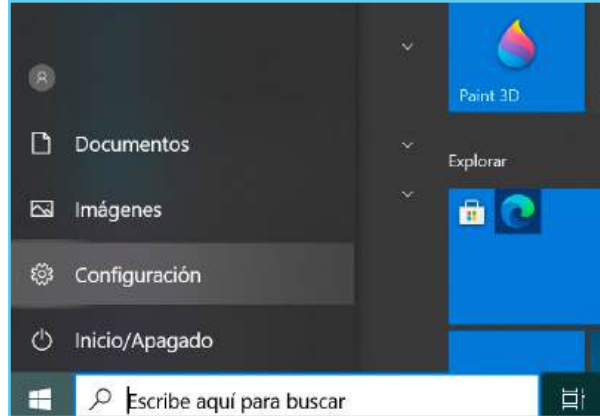 Paint 3D
Documentos
Explorar
Imágenes
Configuración
Inicio/Apagado
Escribe aquí para buscar